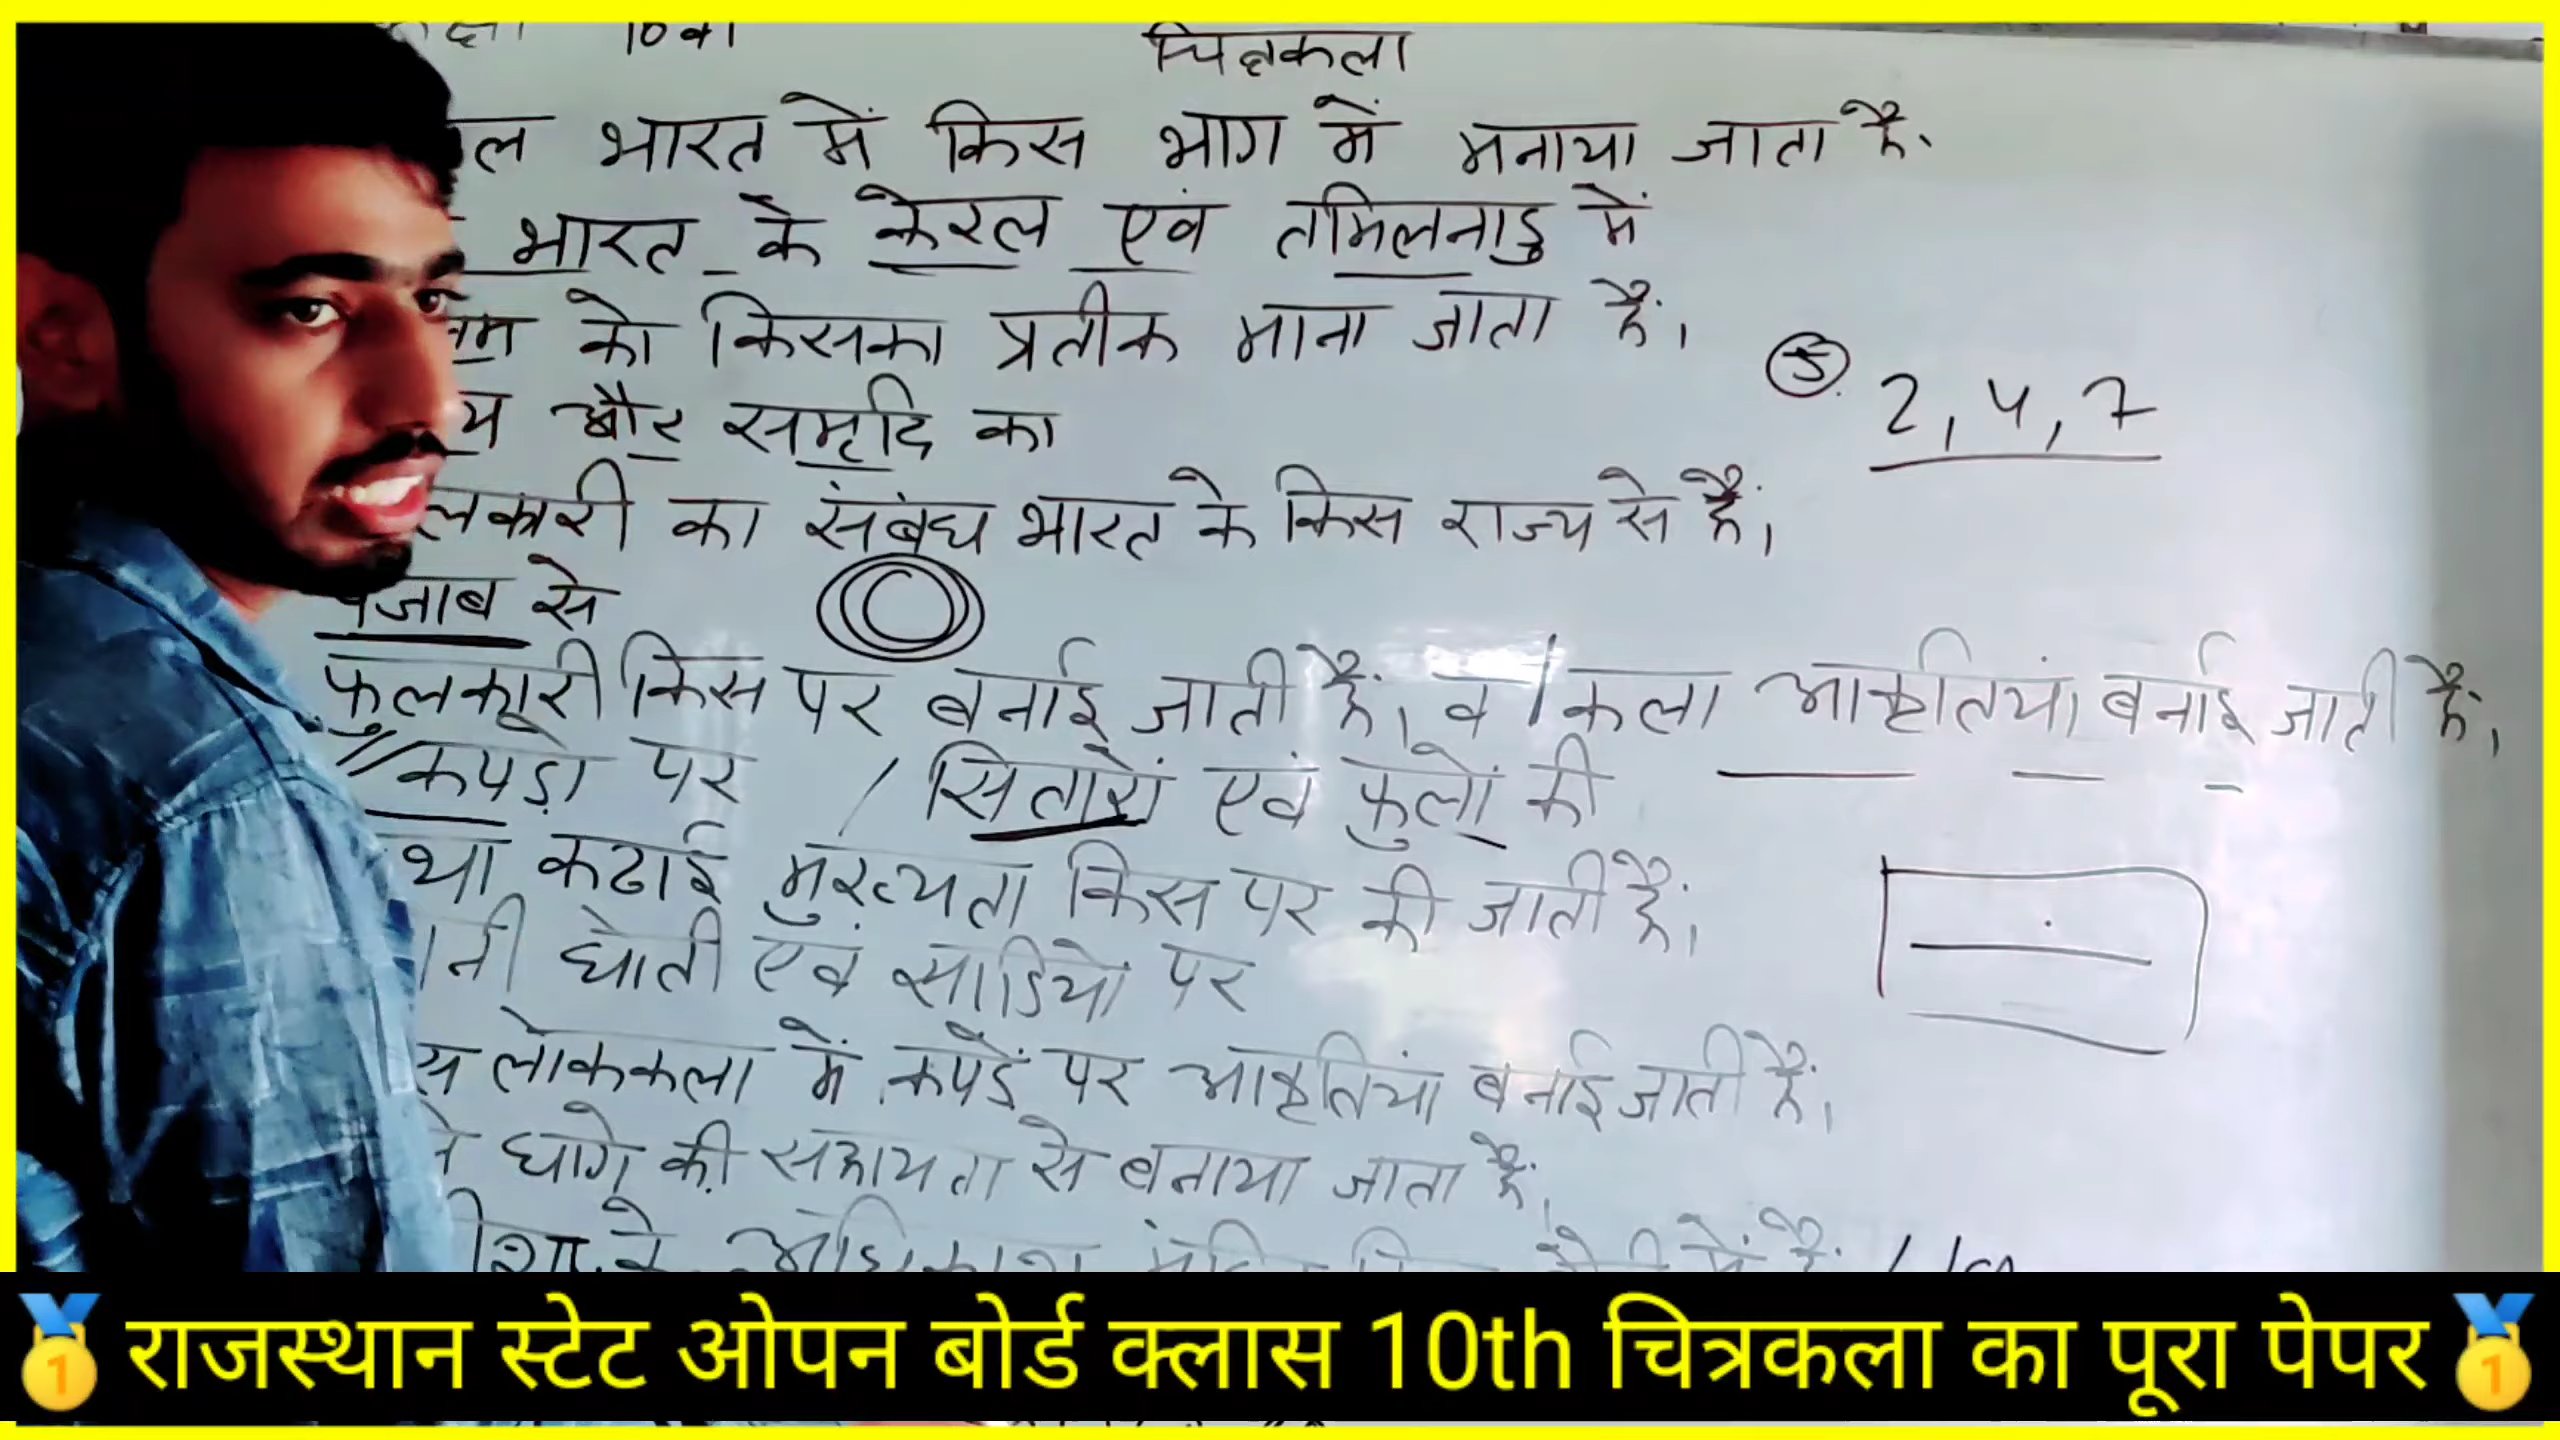 10वी
चित्रकला
ल भारत में किस भाग में मनाया जाता है.
भारत के केरल एवं तमिलनाडु में
को किसका प्रतीक माना जाता है।
य और समृदि का
5 2, 4, 7
लकारी का संबंध भारत के किस राज्य से हैं।
पंजाब से
फुलकारी किस पर बनाई जाती हैं। व कला आकृतियां बनाई जाती हैं।
कपड़ो पर / सितारों एवं फुलों की
था कढाई मुख्यता किस पर की जाती हैं।
नी धोती एवं साडियो पर
स लोककला में कपडें पर आकृतियां बनाई जाती हैं।
धागे की सहायता से बनाया जाता हैं।
के अधिकांश
🥇राजस्थान स्टेट ओपन बोर्ड क्लास 10th चित्रकला का पूरा पेपर🥇